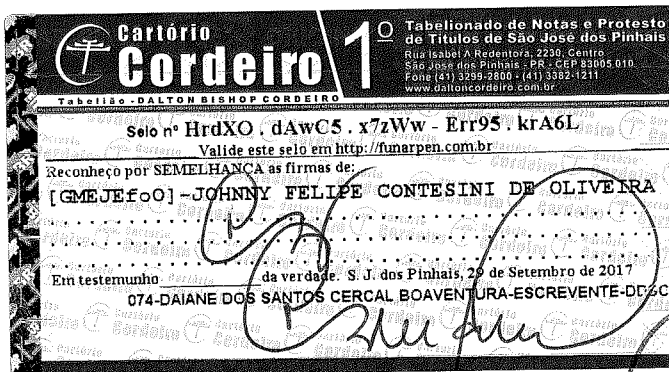 Cartório
Cordeiro
Tabelião - DALTON BISHOP CORDEIRO
1º
Tabelionado de Notas e Protesto
de Títulos de São José dos Pinhais
Rua Isabel A Redentora, 2230, Centro
São José dos Pinhais - PR - CEP 83005 010
Fone (41) 3299-2800 - (41) 3382-1211
www.daltoncordeiro.com.br
Selo nº HrdXO . dAwC5 . x7zWw - Err95 . krA6L
Valide este selo em http://funarpen.com.br
Reconheço por SEMELHANÇA as firmas de:
[GMEJEfoO]-JOHNNY FELIPE CONTESINI DE OLIVEIRA
Em testemunho ____________ da verdade. S. J. dos Pinhais, 29 de Setembro de 2017
074-DAIANE DOS SANTOS CERCAL BOAVENTURA-ESCREVENTE